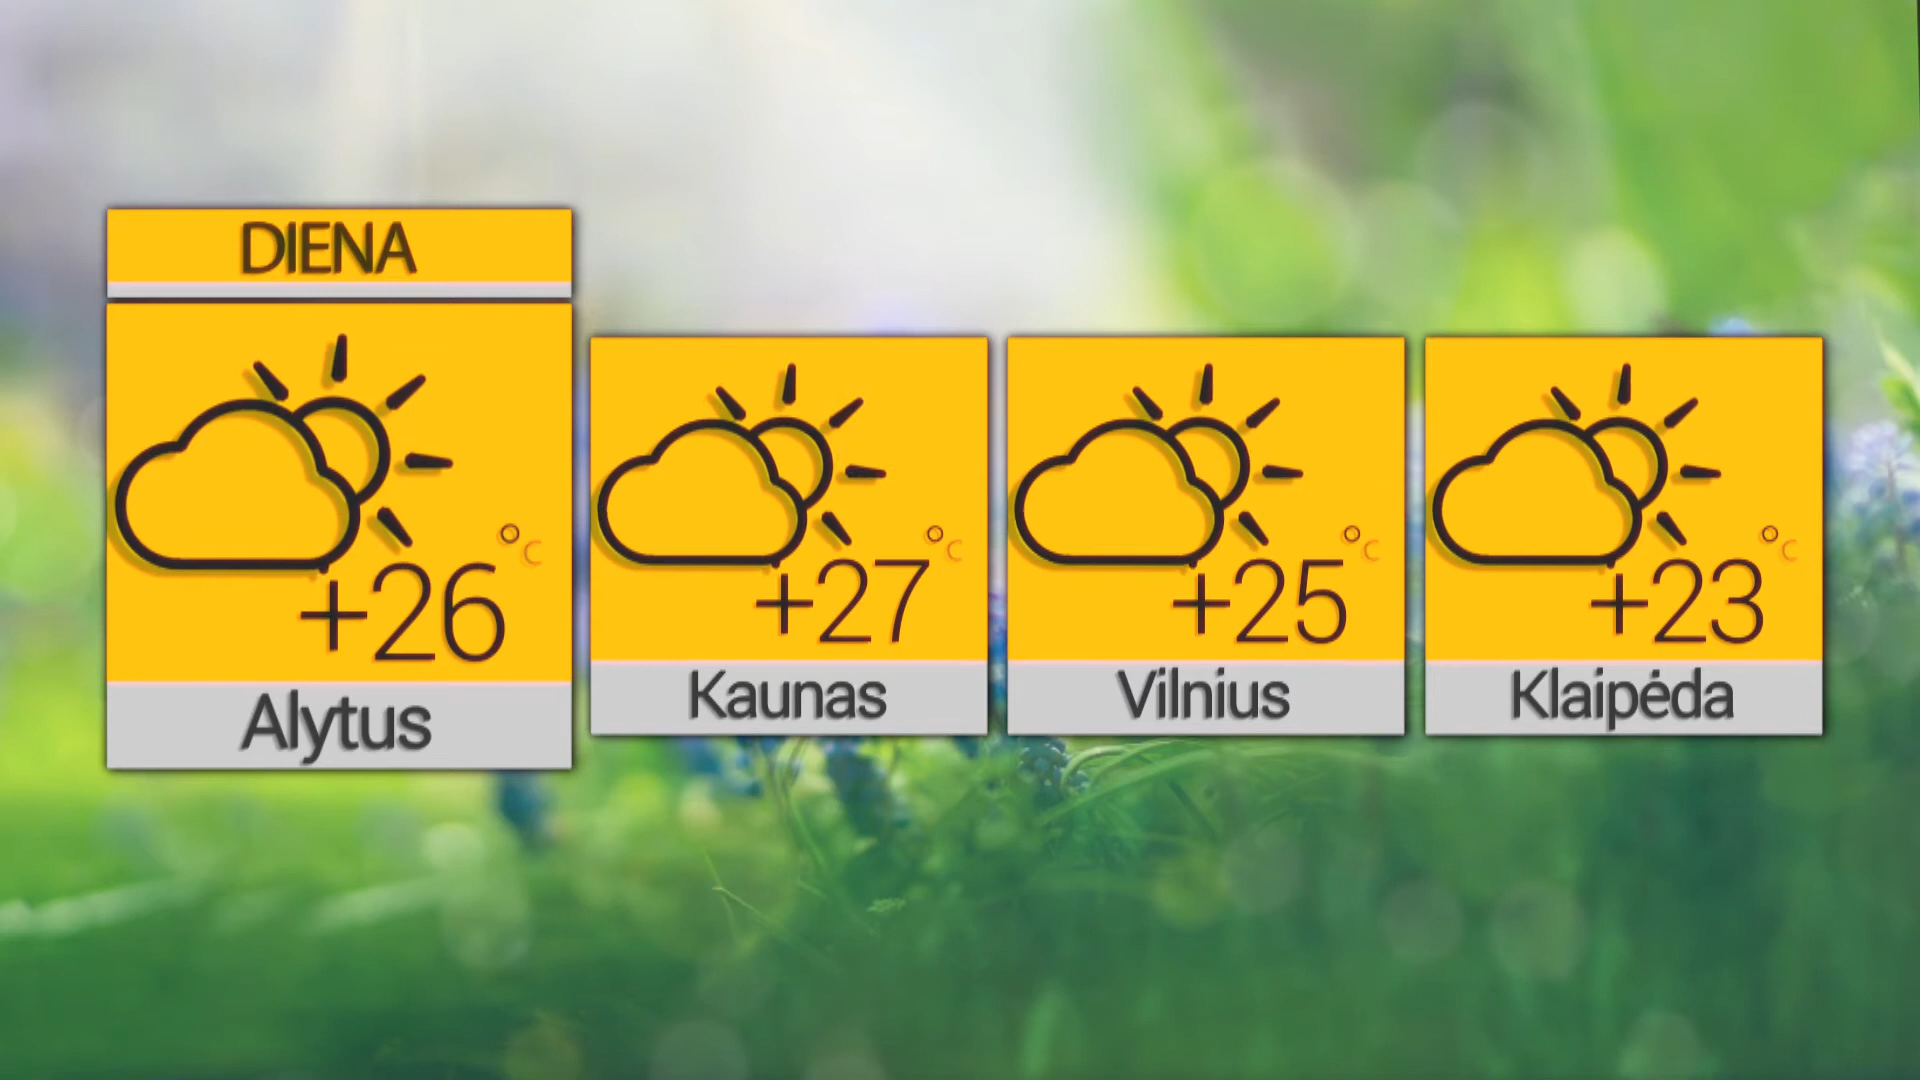 DIENA
+26 °C
Alytus
+27 °C
Kaunas
+25 °C
Vilnius
+23 °C
Klaipėda